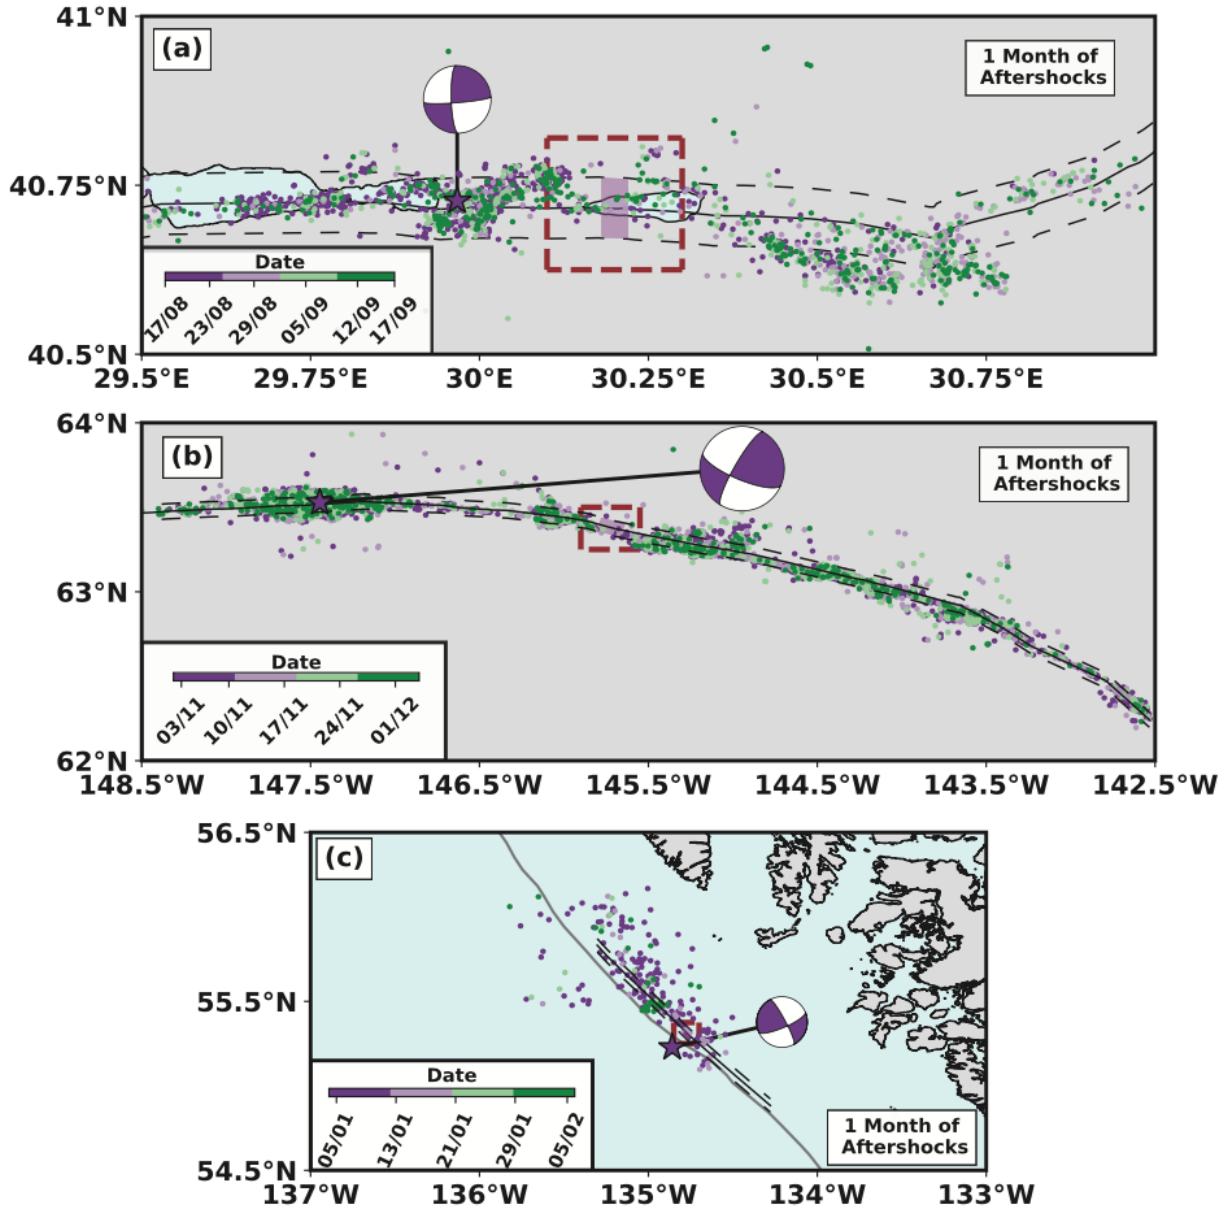 41°N
(a)
1 Month of
Aftershocks
40.75°N
Date
17/08
23/08
29/08
05/09
12/09
17/09
40.5°N
29.5°E
29.75°E
30°E
30.25°E
30.5°E
30.75°E
64°N
(b)
1 Month of
Aftershocks
63°N
Date
03/11
10/11
17/11
24/11
01/12
62°N
148.5°W
147.5°W
146.5°W
145.5°W
144.5°W
143.5°W
142.5°W
56.5°N
(c)
55.5°N
Date
05/01
13/01
21/01
29/01
05/02
1 Month of
Aftershocks
54.5°N
137°W
136°W
135°W
134°W
133°W